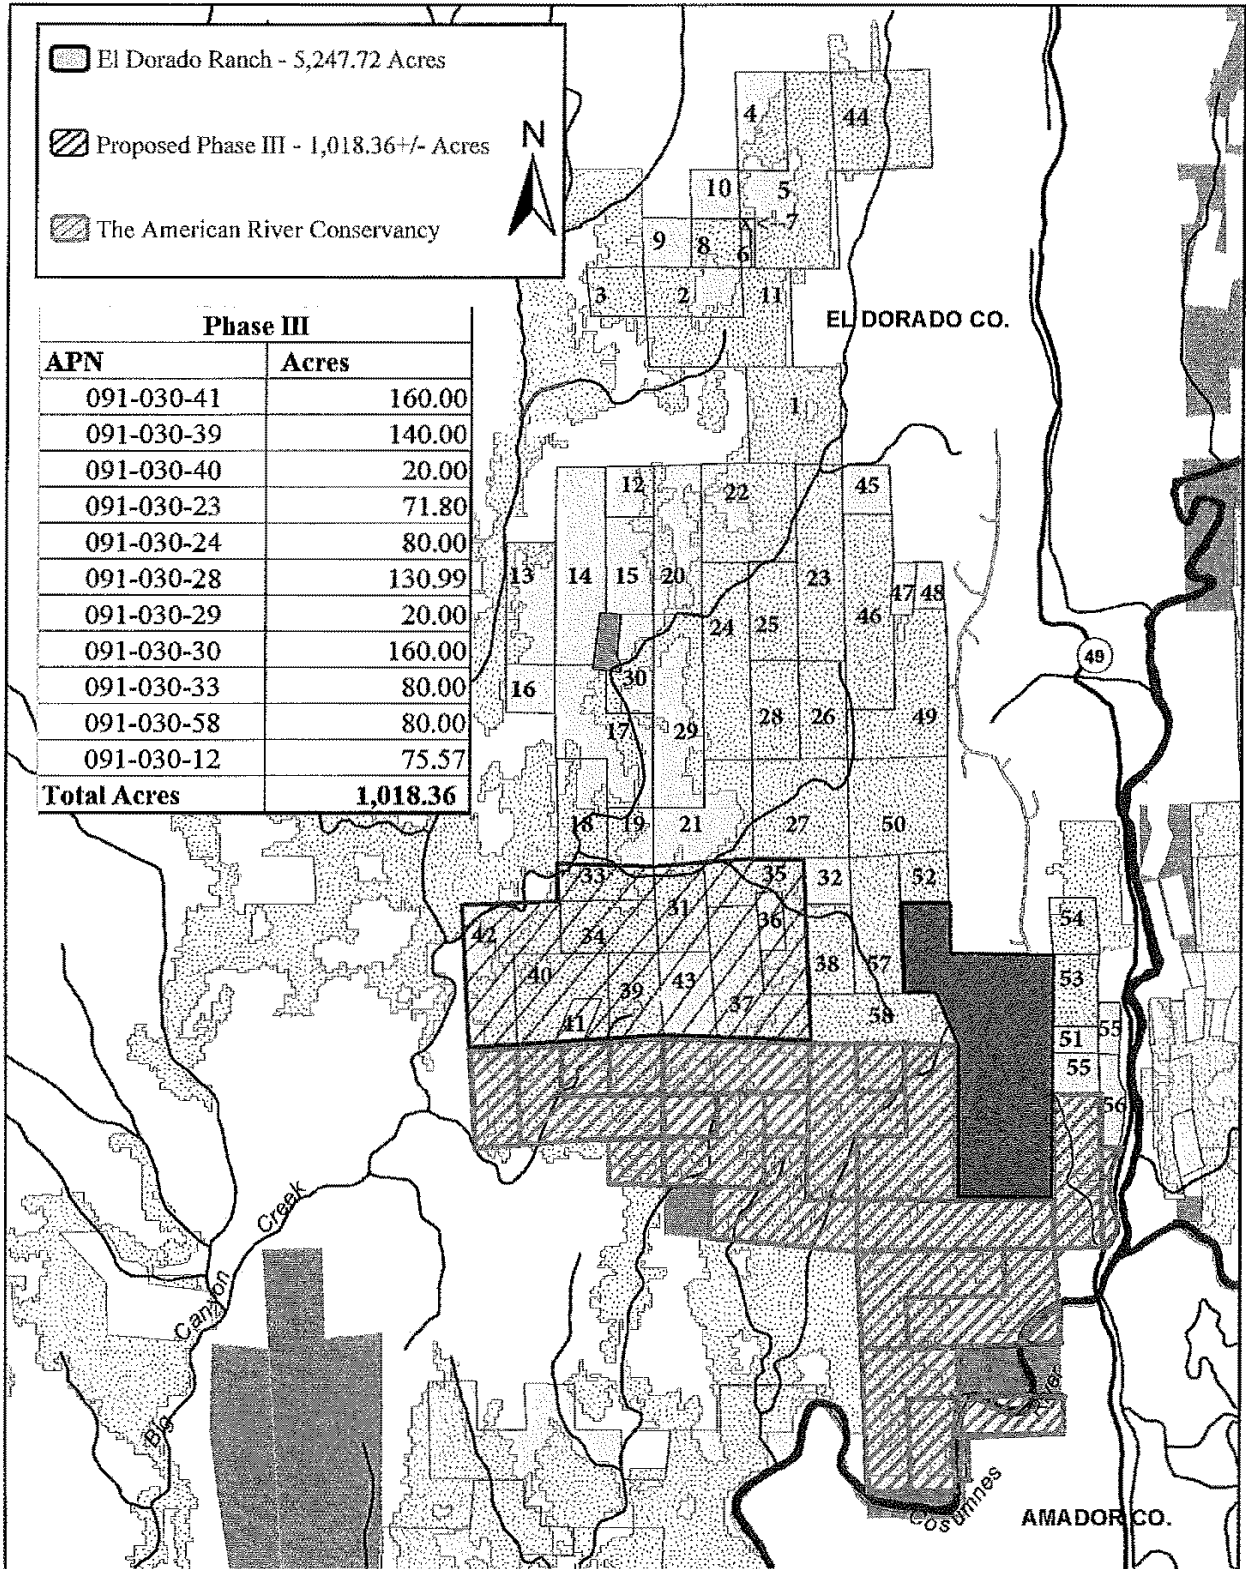 El Dorado Ranch - 5,247.72 Acres
Proposed Phase III - 1,018.36+/- Acres
The American River Conservancy
N
Phase III
APN Acres
091-030-41 160.00
091-030-39 140.00
091-030-40 20.00
091-030-23 71.80
091-030-24 80.00
091-030-28 130.99
091-030-29 20.00
091-030-30 160.00
091-030-33 80.00
091-030-58 80.00
091-030-12 75.57
Total Acres 1,018.36
4 44
10 5
X <--7
9 8 6
3 2 11
EL DORADO CO.
1
12 22 45
13 14 15 20 23 47 48
24 25 46
49
30
16
17 29 28 26 49
18 19 21 27 50
33 35 32 52
31 36 54
42 34
40 39 43 38 57 53
37
41 58 51 55
55
56
Creek
Canyon
Big
River
Cosumnes
AMADOR CO.